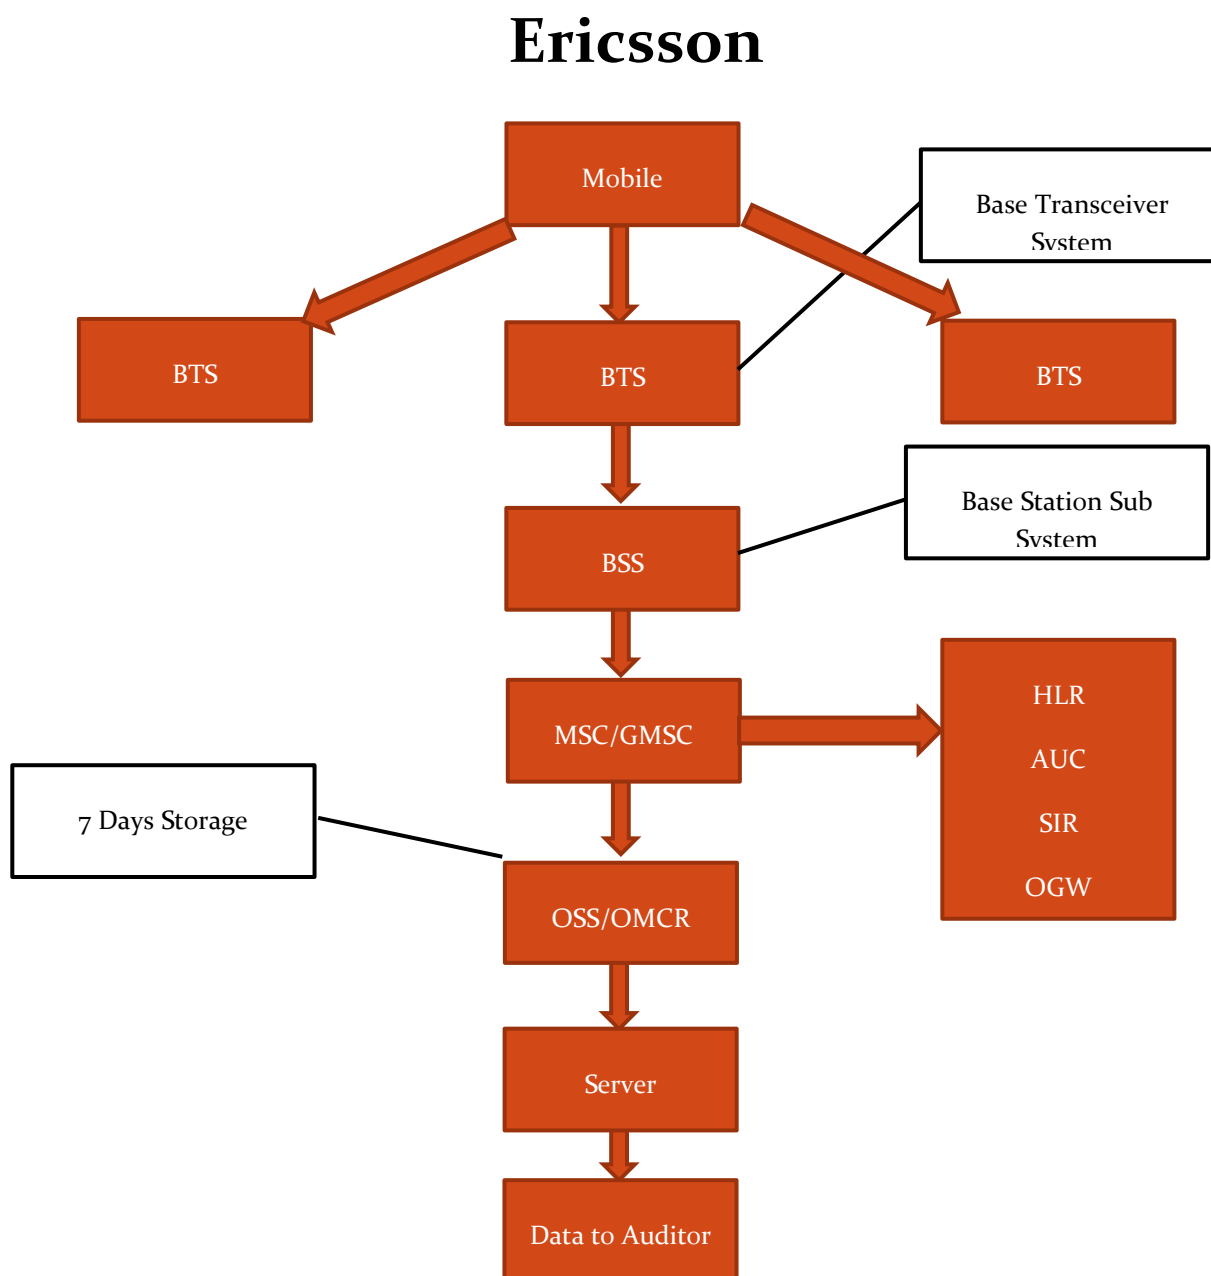 Ericsson
Mobile
Base Transceiver
System
BTS
BTS
BTS
Base Station Sub
System
BSS
HLR
MSC/GMSC
AUC
7 Days Storage
SIR
OGW
OSS/OMCR
Server
Data to Auditor